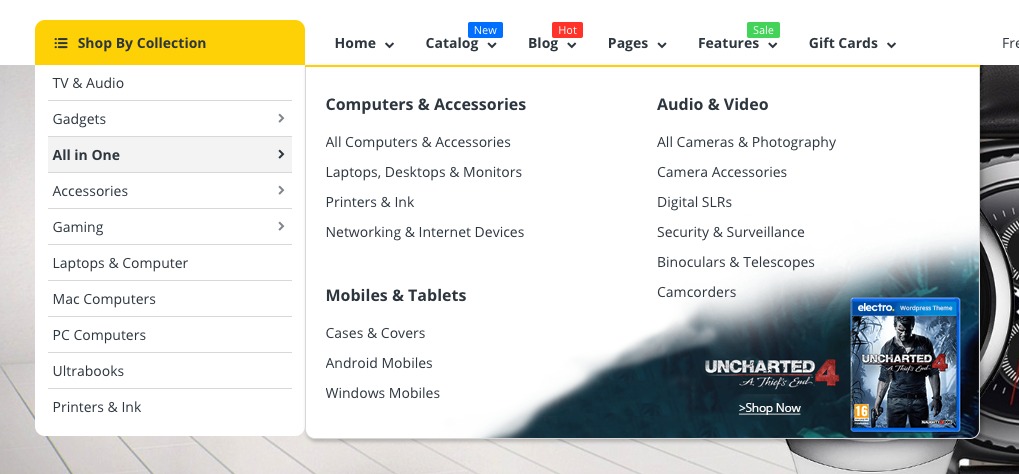 Shop By Collection
Home
Catalog
New
Blog
Hot
Pages
Features
Sale
Gift Cards
Fre
TV & Audio
Gadgets
All in One
Accessories
Gaming
Laptops & Computer
Mac Computers
PC Computers
Ultrabooks
Printers & Ink
Computers & Accessories
All Computers & Accessories
Laptops, Desktops & Monitors
Printers & Ink
Networking & Internet Devices
Mobiles & Tablets
Cases & Covers
Android Mobiles
Windows Mobiles
Audio & Video
All Cameras & Photography
Camera Accessories
Digital SLRs
Security & Surveillance
Binoculars & Telescopes
Camcorders
UNCHARTED 4
A Thief's End
>Shop Now
electro. Wordpress Theme
UNCHARTED 4
A Thief's End
16
NAUGHTY DOG